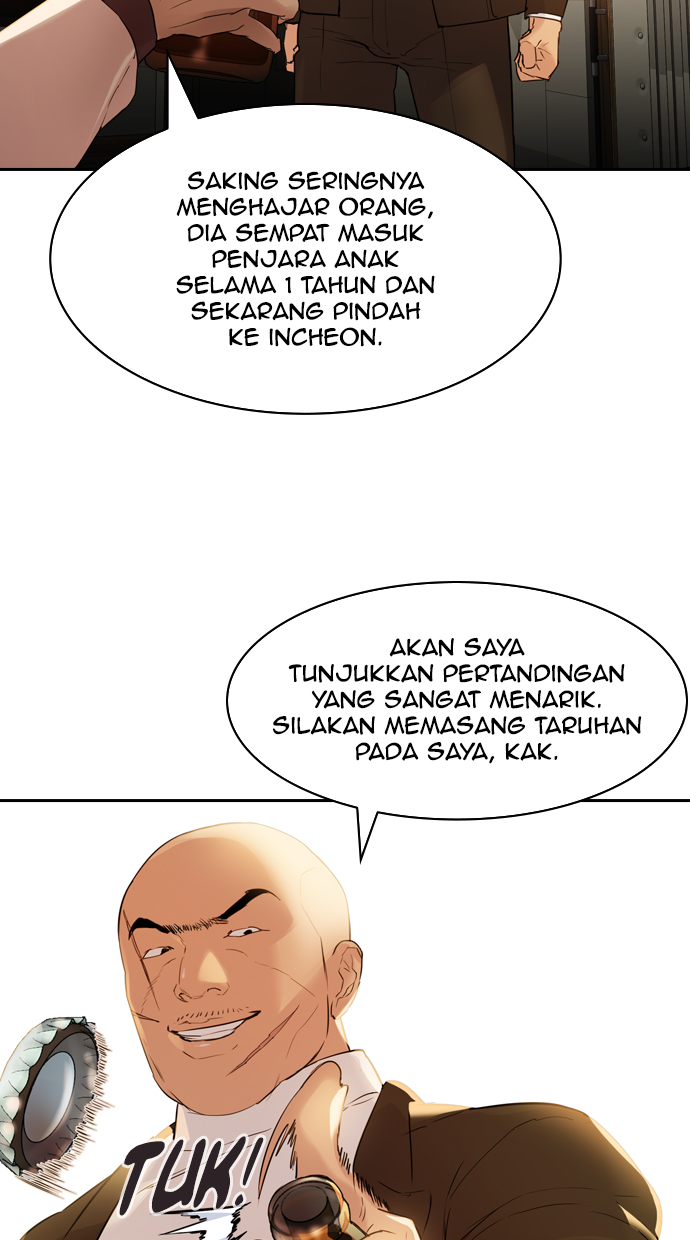 SAKING SERINGNYA
MENGHAJAR ORANG,
DIA SEMPAT MASUK
PENJARA ANAK
SELAMA 1 TAHUN DAN
SEKARANG PINDAH
KE INCHEON.
AKAN SAYA
TUNJUKKAN PERTANDINGAN
YANG SANGAT MENARIK.
SILAKAN MEMASANG TARUHAN
PADA SAYA, KAK.
TUK!